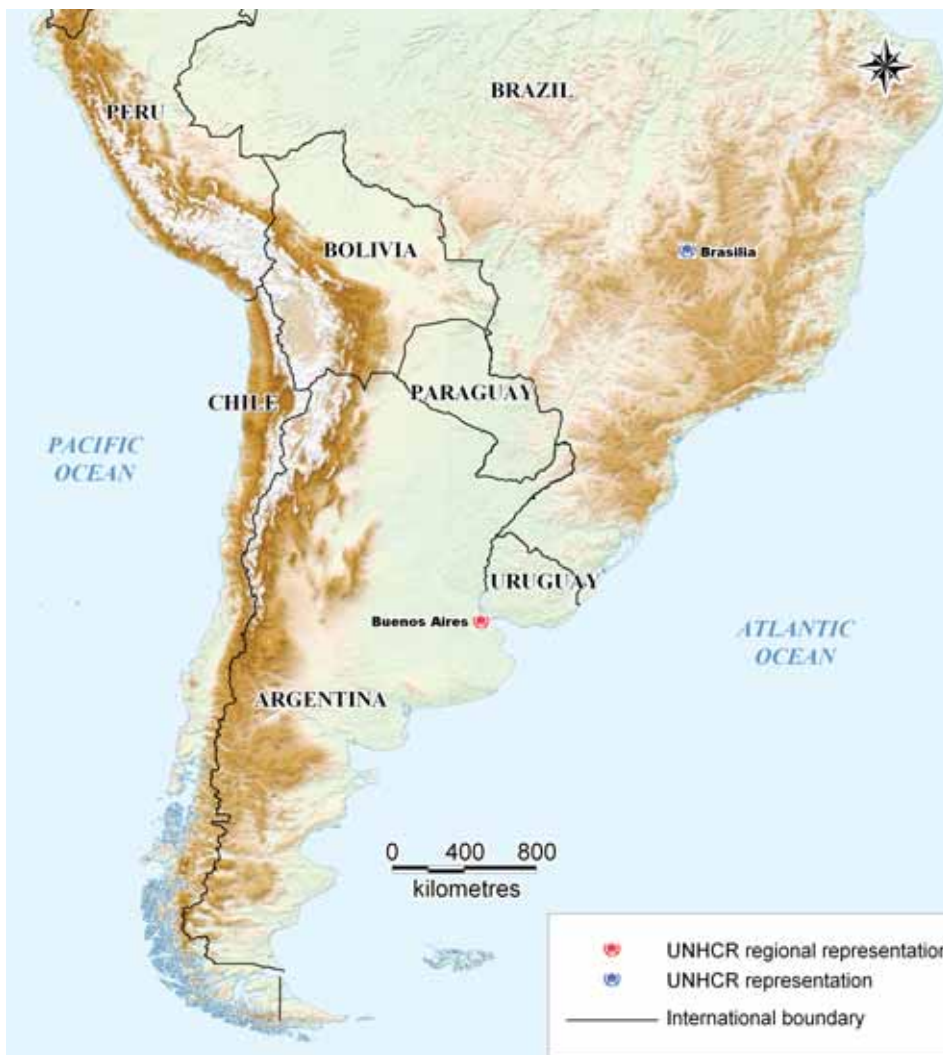 BRAZIL
PERU
BOLIVIA
Brasilia
PARAGUAY
CHILE
PACIFIC
OCEAN
URUGUAY
Buenos Aires
ATLANTIC
OCEAN
ARGENTINA
0 400 800
kilometres
UNHCR regional representation
UNHCR representation
International boundary